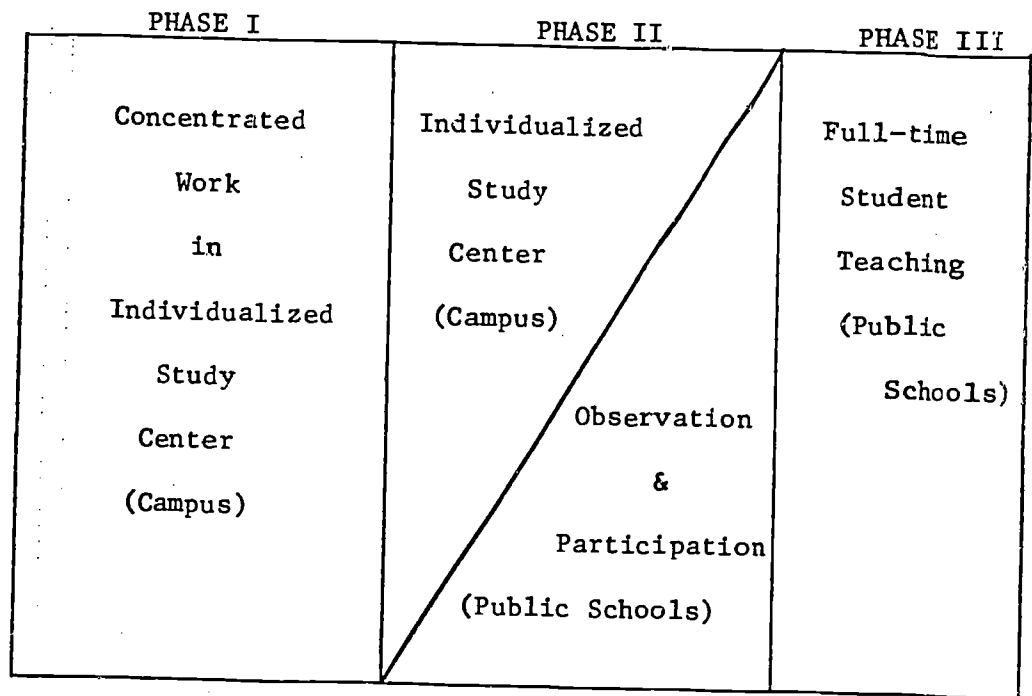 PHASE I
PHASE II
PHASE III
Concentrated
Work
in
Individualized
Study
Center
(Campus)
Individualized
Study
Center
(Campus)
Observation
&
Participation
(Public Schools)
Full-time
Student
Teaching
(Public
Schools)